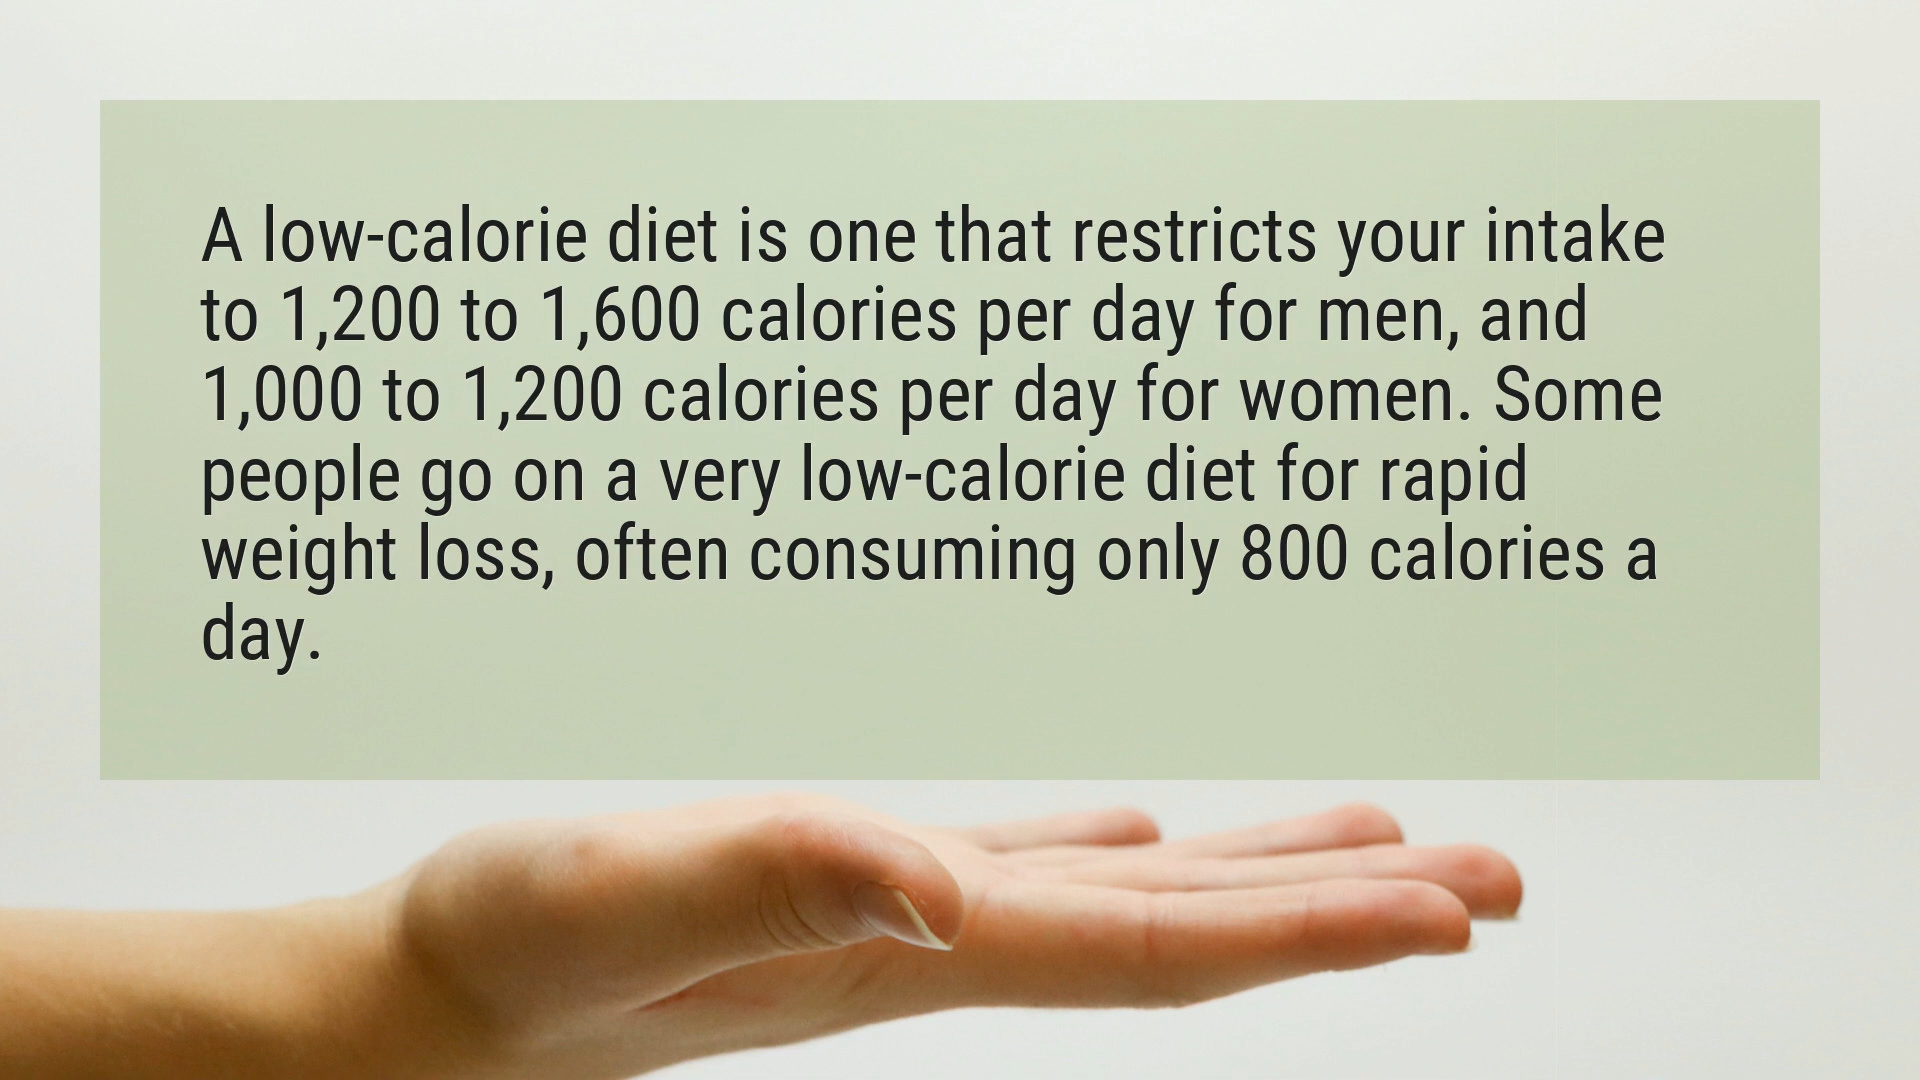 A low-calorie diet is one that restricts your intake
to 1,200 to 1,600 calories per day for men, and
1,000 to 1,200 calories per day for women. Some
people go on a very low-calorie diet for rapid
weight loss, often consuming only 800 calories a
day.